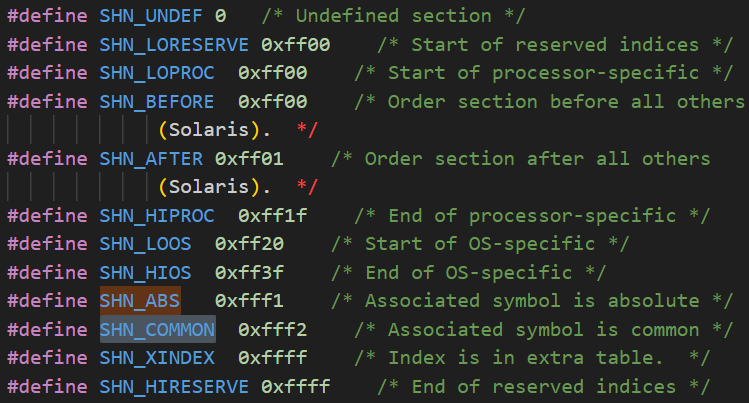 #define SHN_UNDEF 0 /* Undefined section */
#define SHN_LORESERVE 0xff00 /* Start of reserved indices */
#define SHN_LOPROC 0xff00 /* Start of processor-specific */
#define SHN_BEFORE 0xff00 /* Order section before all others
(Solaris). */
#define SHN_AFTER 0xff01 /* Order section after all others
(Solaris). */
#define SHN_HIPROC 0xff1f /* End of processor-specific */
#define SHN_LOOS 0xff20 /* Start of OS-specific */
#define SHN_HIOS 0xff3f /* End of OS-specific */
#define SHN_ABS 0xfff1 /* Associated symbol is absolute */
#define SHN_COMMON 0xfff2 /* Associated symbol is common */
#define SHN_XINDEX 0xffff /* Index is in extra table. */
#define SHN_HIRESERVE 0xffff /* End of reserved indices */